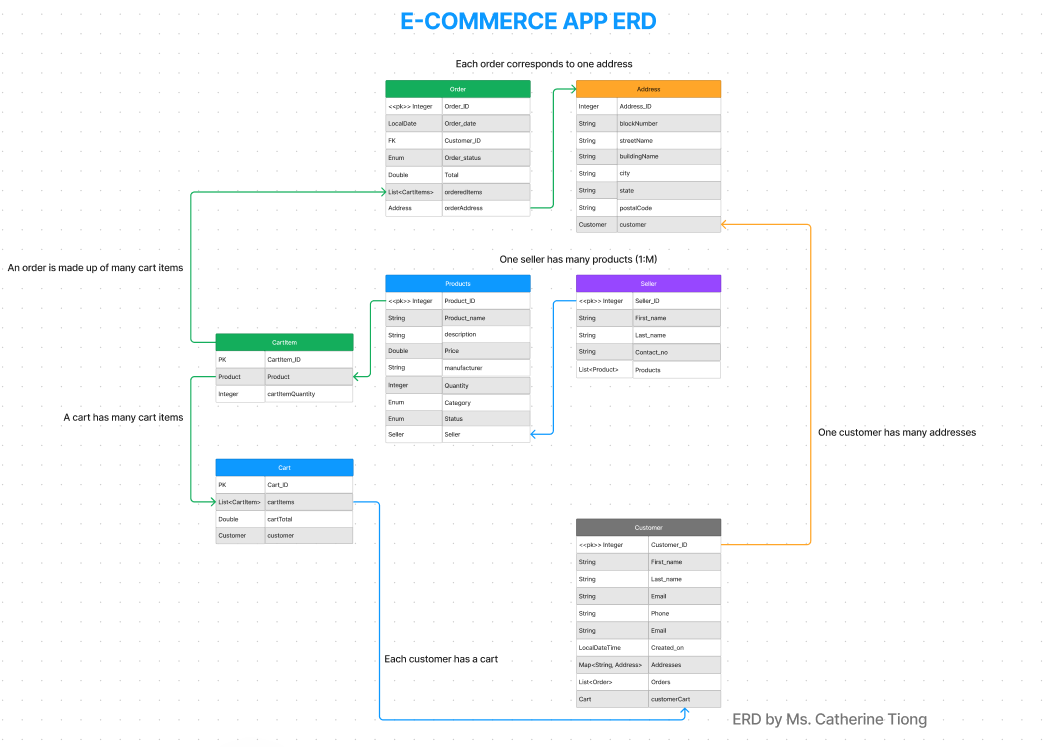 E-COMMERCE APP ERD
Each order corresponds to one address
Order
<<pk>> Integer Order_ID
LocalDate Order_date
FK Customer_ID
Enum Order_status
Double Total
List<CartItems> orderedItems
Address orderAddress
Address
Integer Address_ID
String blockNumber
String streetName
String buildingName
String city
String state
String postalCode
Customer customer
An order is made up of many cart items
One seller has many products (1:M)
Products
<<pk>> Integer Product_ID
String Product_name
String description
Double Price
String manufacturer
Integer Quantity
Enum Category
Enum Status
Seller Seller
Seller
<<pk>> Integer Seller_ID
String First_name
String Last_name
String Contact_no
List<Product> Products
CartItem
PK CartItem_ID
Product Product
Integer cartItemQuantity
A cart has many cart items
One customer has many addresses
Cart
PK Cart_ID
List<CartItem> cartItems
Double cartTotal
Customer customer
Customer
<<pk>> Integer Customer_ID
String First_name
String Last_name
String Email
String Phone
String Email
LocalDateTime Created_on
Map<String, Address> Addresses
List<Order> Orders
Cart customerCart
Each customer has a cart
ERD by Ms. Catherine Tiong